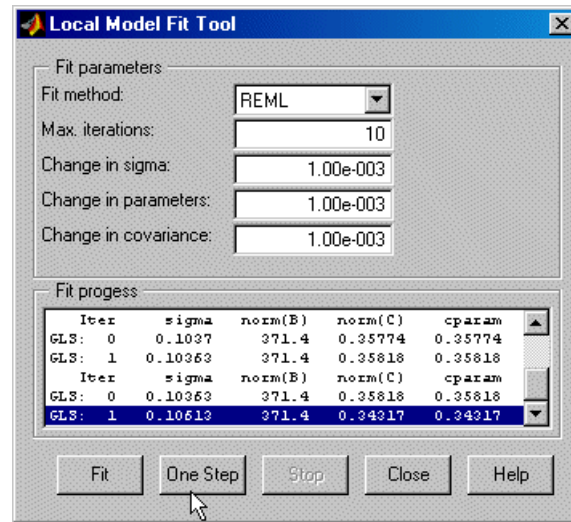 Local Model Fit Tool
Fit parameters
Fit method: REML
Max. iterations: 10
Change in sigma: 1.00e-003
Change in parameters: 1.00e-003
Change in covariance: 1.00e-003
Fit progess
Iter sigma norm(B) norm(C) cparam
GLS: 0 0.1037 371.4 0.35774 0.35774
GLS: 1 0.10363 371.4 0.35818 0.35818
Iter sigma norm(B) norm(C) cparam
GLS: 0 0.10363 371.4 0.35818 0.35818
GLS: 1 0.10613 371.4 0.34317 0.34317
Fit One Step Stop Close Help